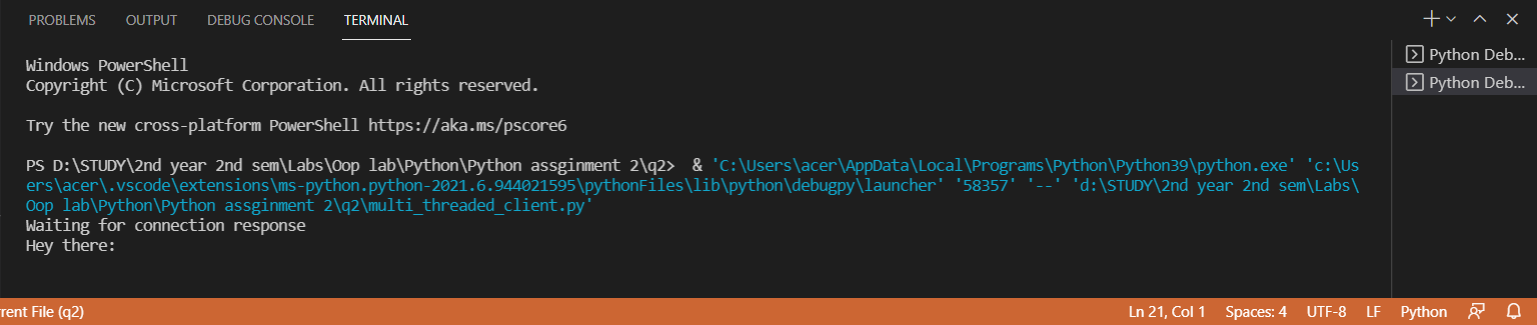 PROBLEMS OUTPUT DEBUG CONSOLE TERMINAL
Windows PowerShell
Copyright (C) Microsoft Corporation. All rights reserved.
Try the new cross-platform PowerShell https://aka.ms/pscore6
PS D:\STUDY\2nd year 2nd sem\Labs\Oop lab\Python\Python assginment 2\q2> & 'C:\Users\acer\AppData\Local\Programs\Python\Python39\python.exe' 'c:\Us
ers\acer\.vscode\extensions\ms-python.python-2021.6.944021595\pythonFiles\lib\python\debugpy\launcher' '58357' '--' 'd:\STUDY\2nd year 2nd sem\Labs\
Oop lab\Python\Python assginment 2\q2\multi_threaded_client.py'
Waiting for connection response
Hey there:
Python Deb...
Python Deb...
rent File (q2) Ln 21, Col 1 Spaces: 4 UTF-8 LF Python